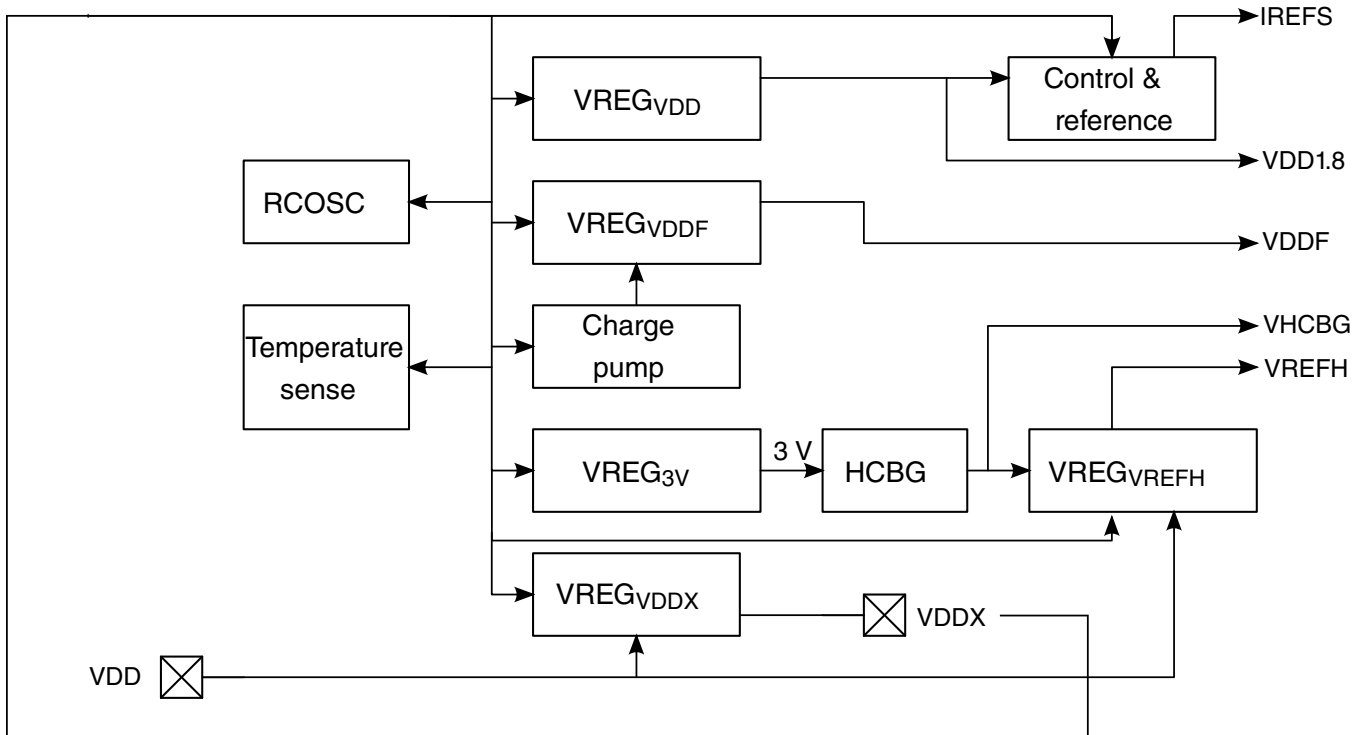 IREFS
VREGVDD
Control &
reference
VDD1.8
RCOSC
VREGVDDF
VDDF
Temperature
sense
Charge
pump
VHCBG
VREFH
VREG3V
3 V
HCBG
VREGVREFH
VREGVDDX
VDDX
VDD